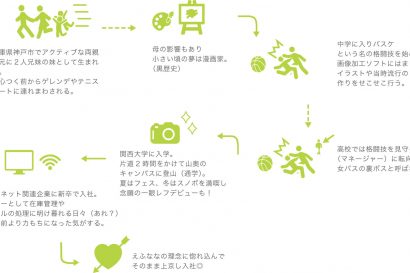 庫県神戸市でアクティブな両親
元に２人兄妹の妹として生まれ
。
心つく前からゲレンデやテニス
ートに連れまわされる。
母の影響もあり
小さい頃の夢は漫画家。
（黒歴史）
中学に入りバスケ
という名の格闘技を始め
画像加工ソフトにはま
イラストや当時流行の
作りをせこせこ行う。
高校では格闘技を見守
（マネージャー）に転向
女バスの裏ボスと呼ば
関西大学に入学。
片道２時間をかけて山奥の
キャンパスに登山（通学）。
夏はフェス、冬はスノボを満喫し
念願の一眼レフデビューも！
ネット関連企業に新卒で入社。
ーとして在庫管理や
ルの処理に明け暮れる日々（あれ？）
前より力もちになった気がする。
えふななの理念に惚れ込んで
そのまま上京し入社◎